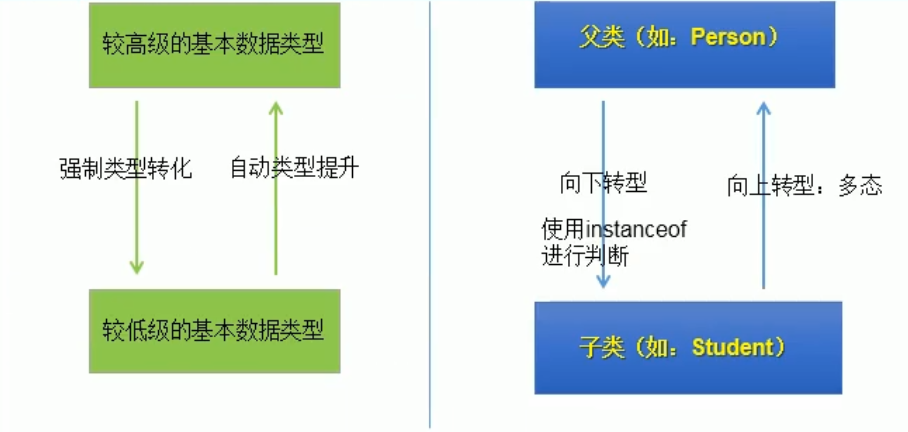 较高级的基本数据类型
强制类型转化
自动类型提升
较低级的基本数据类型
父类（如：Person）
向下转型
使用instanceof
进行判断
向上转型：多态
子类（如：Student）